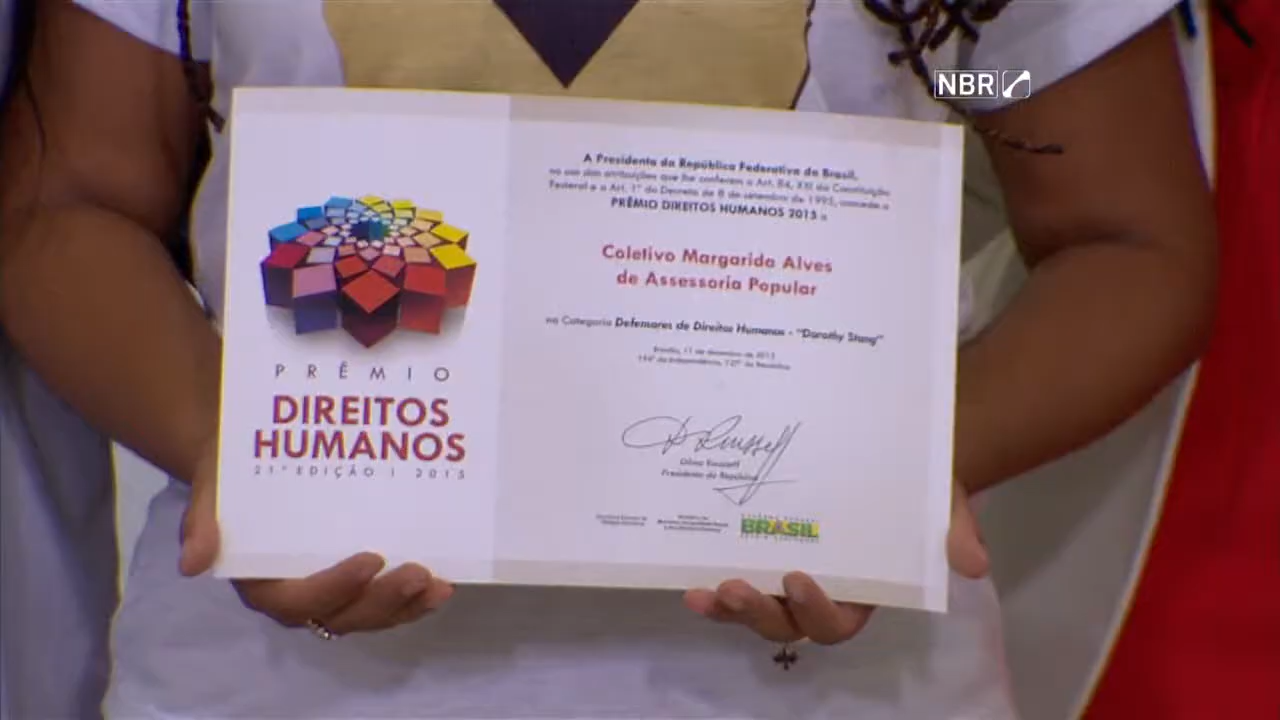 NBR
A Presidenta da República Federativa do Brasil,
no uso das atribuições que lhe conferem o Art. 84, XXI da Constituição
Federal e o Art. 1º do Decreto de 8 de setembro de 1995, concede o
PRÊMIO DIREITOS HUMANOS 2015 a
Coletivo Margarida Alves
de Assessoria Popular
na Categoria Defensores de Direitos Humanos - "Dorothy Stang"
Brasília, 11 de dezembro de 2015
194º da Independência, 127º da República
Dilma Rousseff
Presidenta da República
BRASIL
PRÊMIO
DIREITOS
HUMANOS
21ª EDIÇÃO | 2015